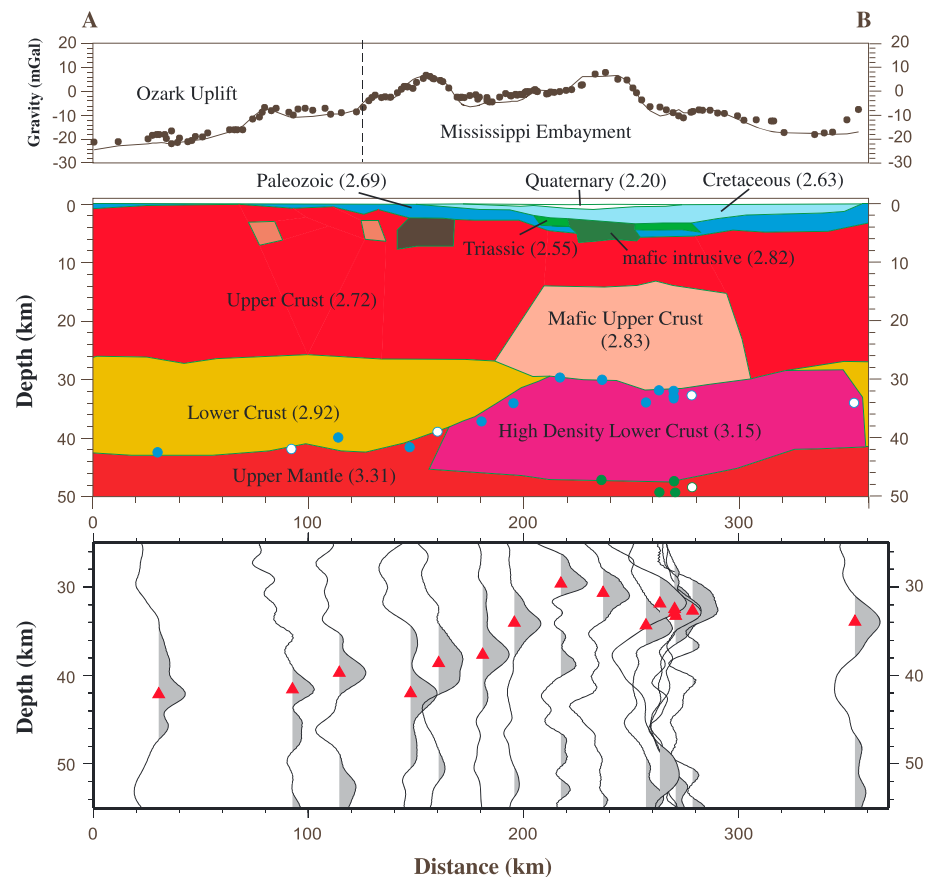 A B
20 20
10 10
0 0
-10 -10
-20 -20
-30 -30
Gravity (mGal)
Ozark Uplift
Mississippi Embayment
Paleozoic (2.69) Quaternary (2.20) Cretaceous (2.63)
0 0
10 10
20 20
30 30
40 40
50 50
Depth (km)
Triassic (2.55)
mafic intrusive (2.82)
Upper Crust (2.72)
Mafic Upper Crust
(2.83)
Lower Crust (2.92)
High Density Lower Crust (3.15)
Upper Mantle (3.31)
0 100 200 300
30 30
40 40
50 50
Depth (km)
0 100 200 300
Distance (km)